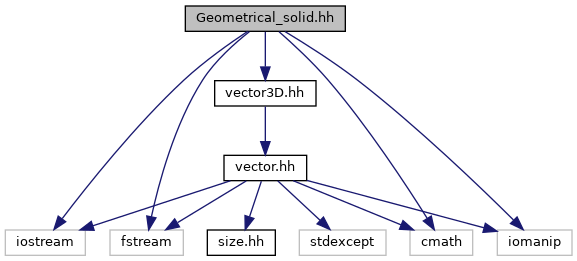 Geometrical_solid.hh
vector3D.hh
vector.hh
iostream
fstream
size.hh
stdexcept
cmath
iomanip